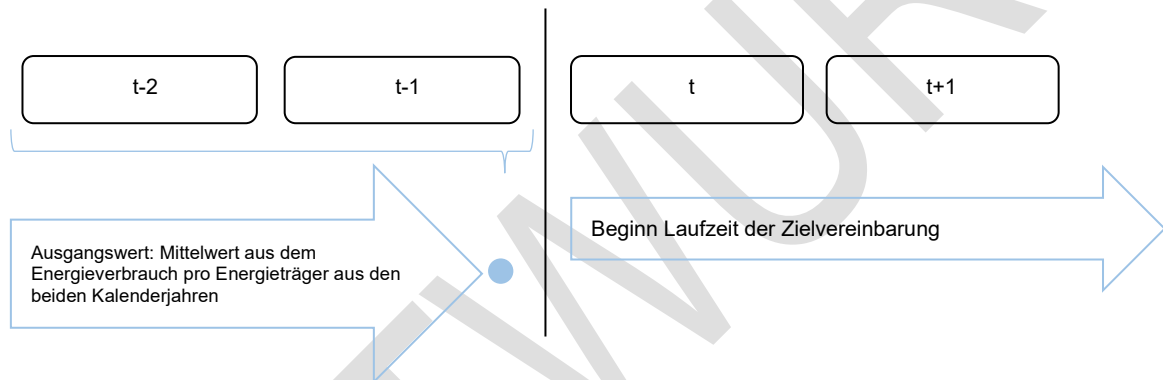 t-2
t-1
t
t+1
Ausgangswert: Mittelwert aus dem
Energieverbrauch pro Energieträger aus den
beiden Kalenderjahren
Beginn Laufzeit der Zielvereinbarung